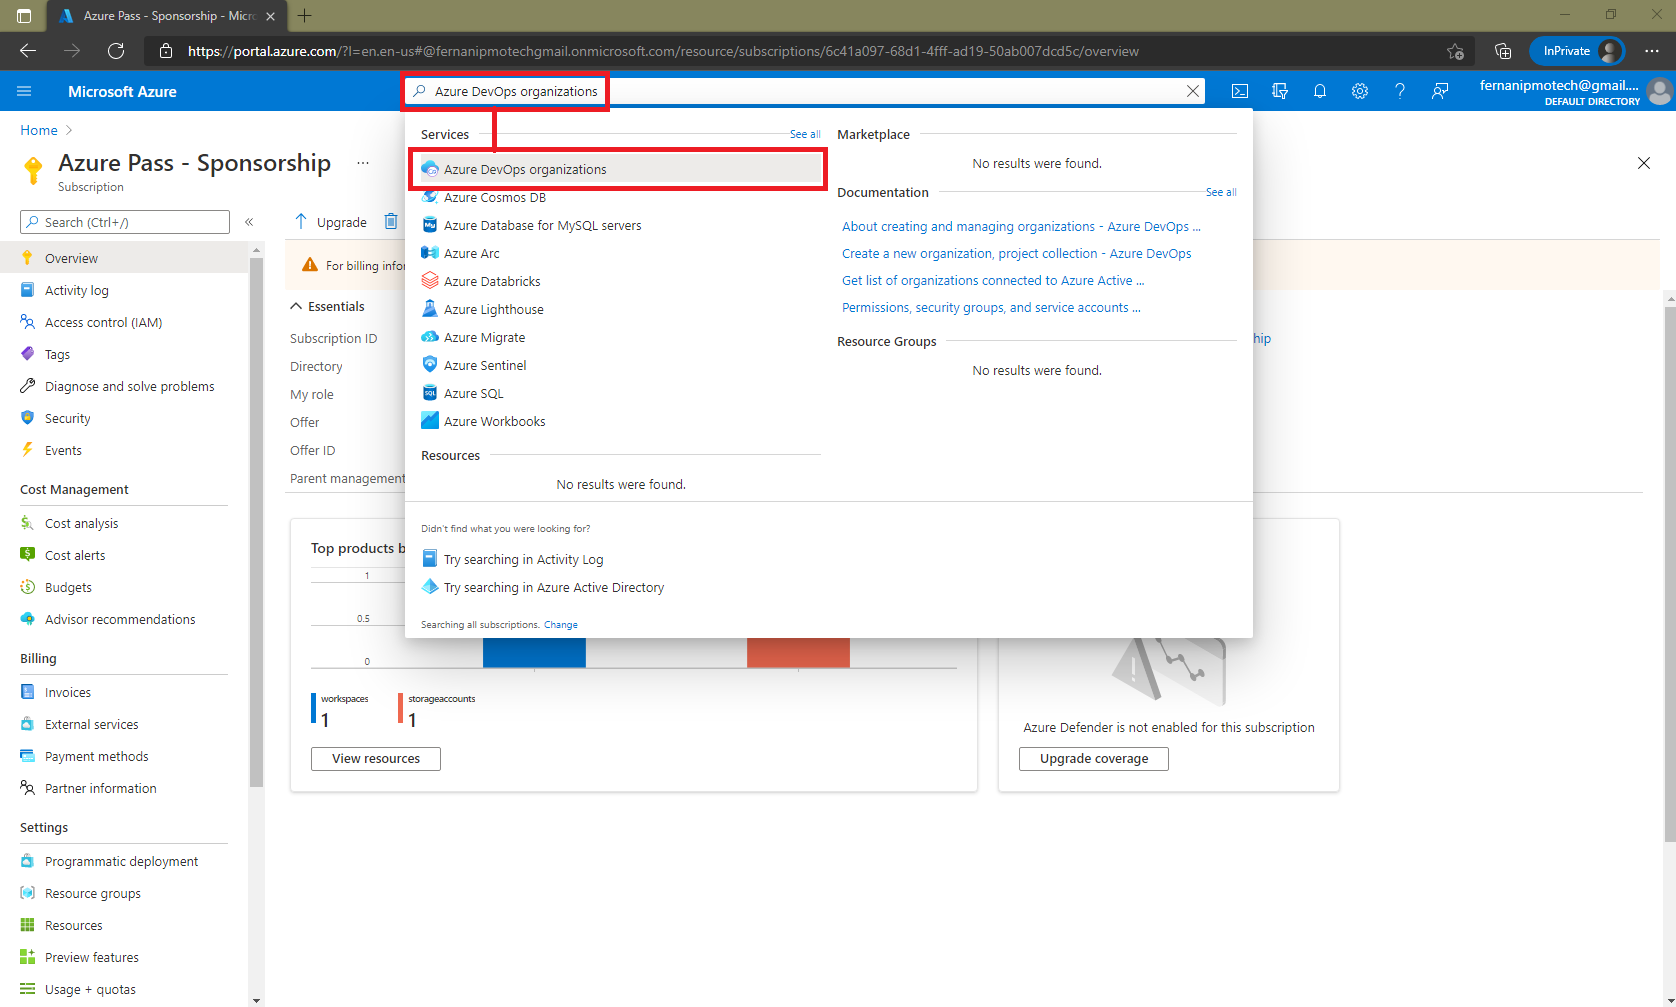 Azure Pass - Sponsorship - Micr
https://portal.azure.com/?l=en.en-us#@fernanipmotechgmail.onmicrosoft.com/resource/subscriptions/6c41a097-68d1-4fff-ad19-50ab007dcd5c/overview
InPrivate
Microsoft Azure
Azure DevOps organizations
fernanipmotech@gmail....
DEFAULT DIRECTORY
Home
Azure Pass - Sponsorship
Subscription
Search (Ctrl+/)
Overview
Activity log
Access control (IAM)
Tags
Diagnose and solve problems
Security
Events
Cost Management
Cost analysis
Cost alerts
Budgets
Advisor recommendations
Billing
Invoices
External services
Payment methods
Partner information
Settings
Programmatic deployment
Resource groups
Resources
Preview features
Usage + quotas
Upgrade
For billing infor
Essentials
Subscription ID
Directory
My role
Offer
Offer ID
Parent management
hip
Services
See all
Azure DevOps organizations
Azure Cosmos DB
Azure Database for MySQL servers
Azure Arc
Azure Databricks
Azure Lighthouse
Azure Migrate
Azure Sentinel
Azure SQL
Azure Workbooks
Resources
No results were found.
Marketplace
No results were found.
Documentation
See all
About creating and managing organizations - Azure DevOps ...
Create a new organization, project collection - Azure DevOps
Get list of organizations connected to Azure Active ...
Permissions, security groups, and service accounts ...
Resource Groups
No results were found.
Didn't find what you were looking for?
Try searching in Activity Log
Try searching in Azure Active Directory
Searching all subscriptions. Change
Top products b
1
0.5
0
workspaces
1
storageaccounts
1
View resources
Azure Defender is not enabled for this subscription
Upgrade coverage